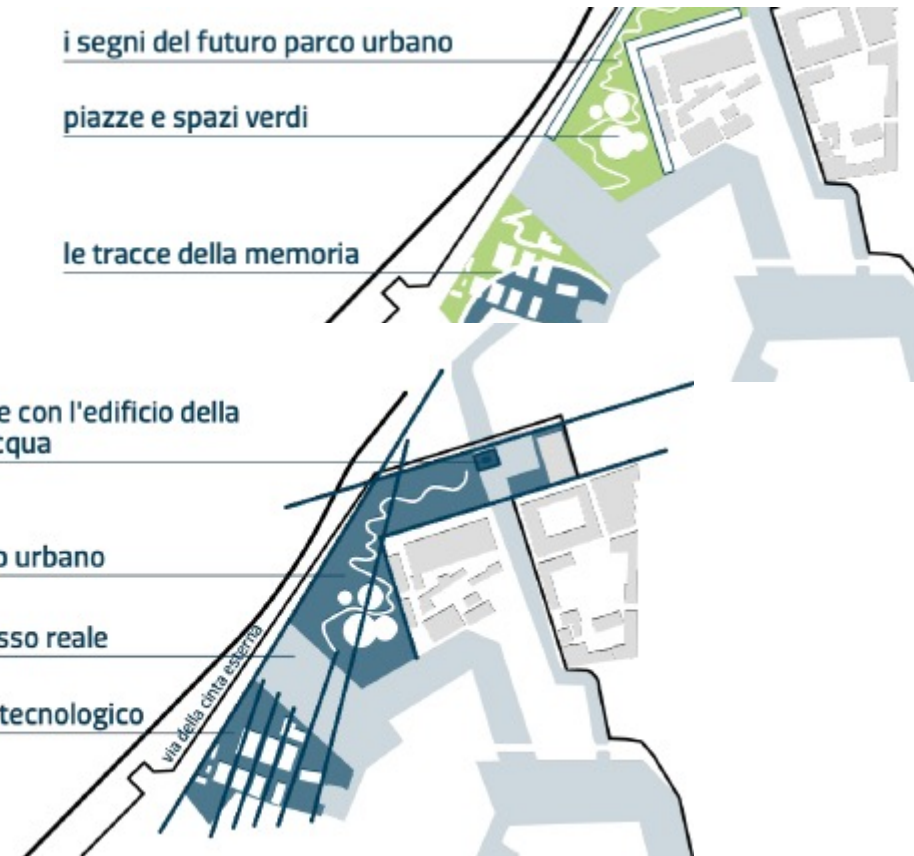 i segni del futuro parco urbano
piazze e spazi verdi
le tracce della memoria
e con l'edificio della
cqua
o urbano
sso reale
tecnologico
via della cinta esterna